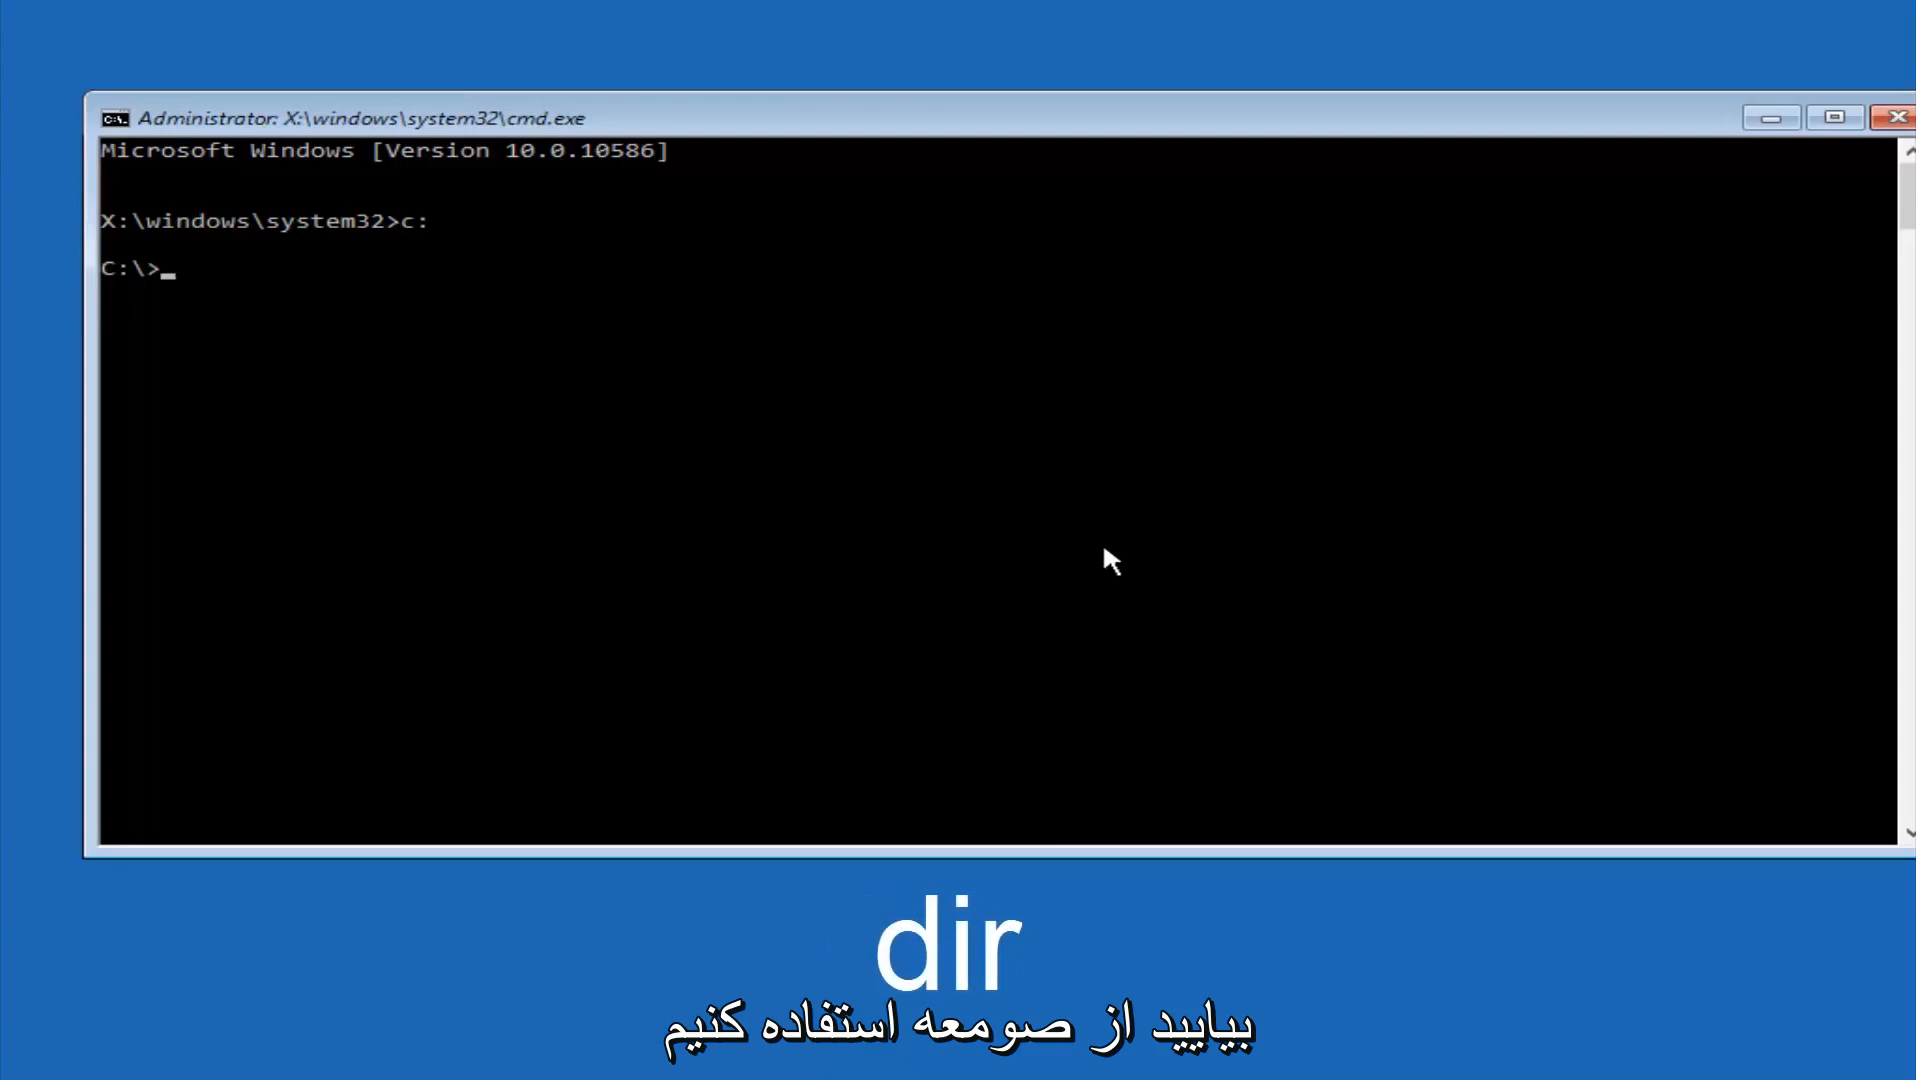 Administrator: X:\windows\system32\cmd.exe
Microsoft Windows [Version 10.0.10586]
X:\windows\system32>c:
C:\>_
dir
بیایید از صومعه استفاده کنیم